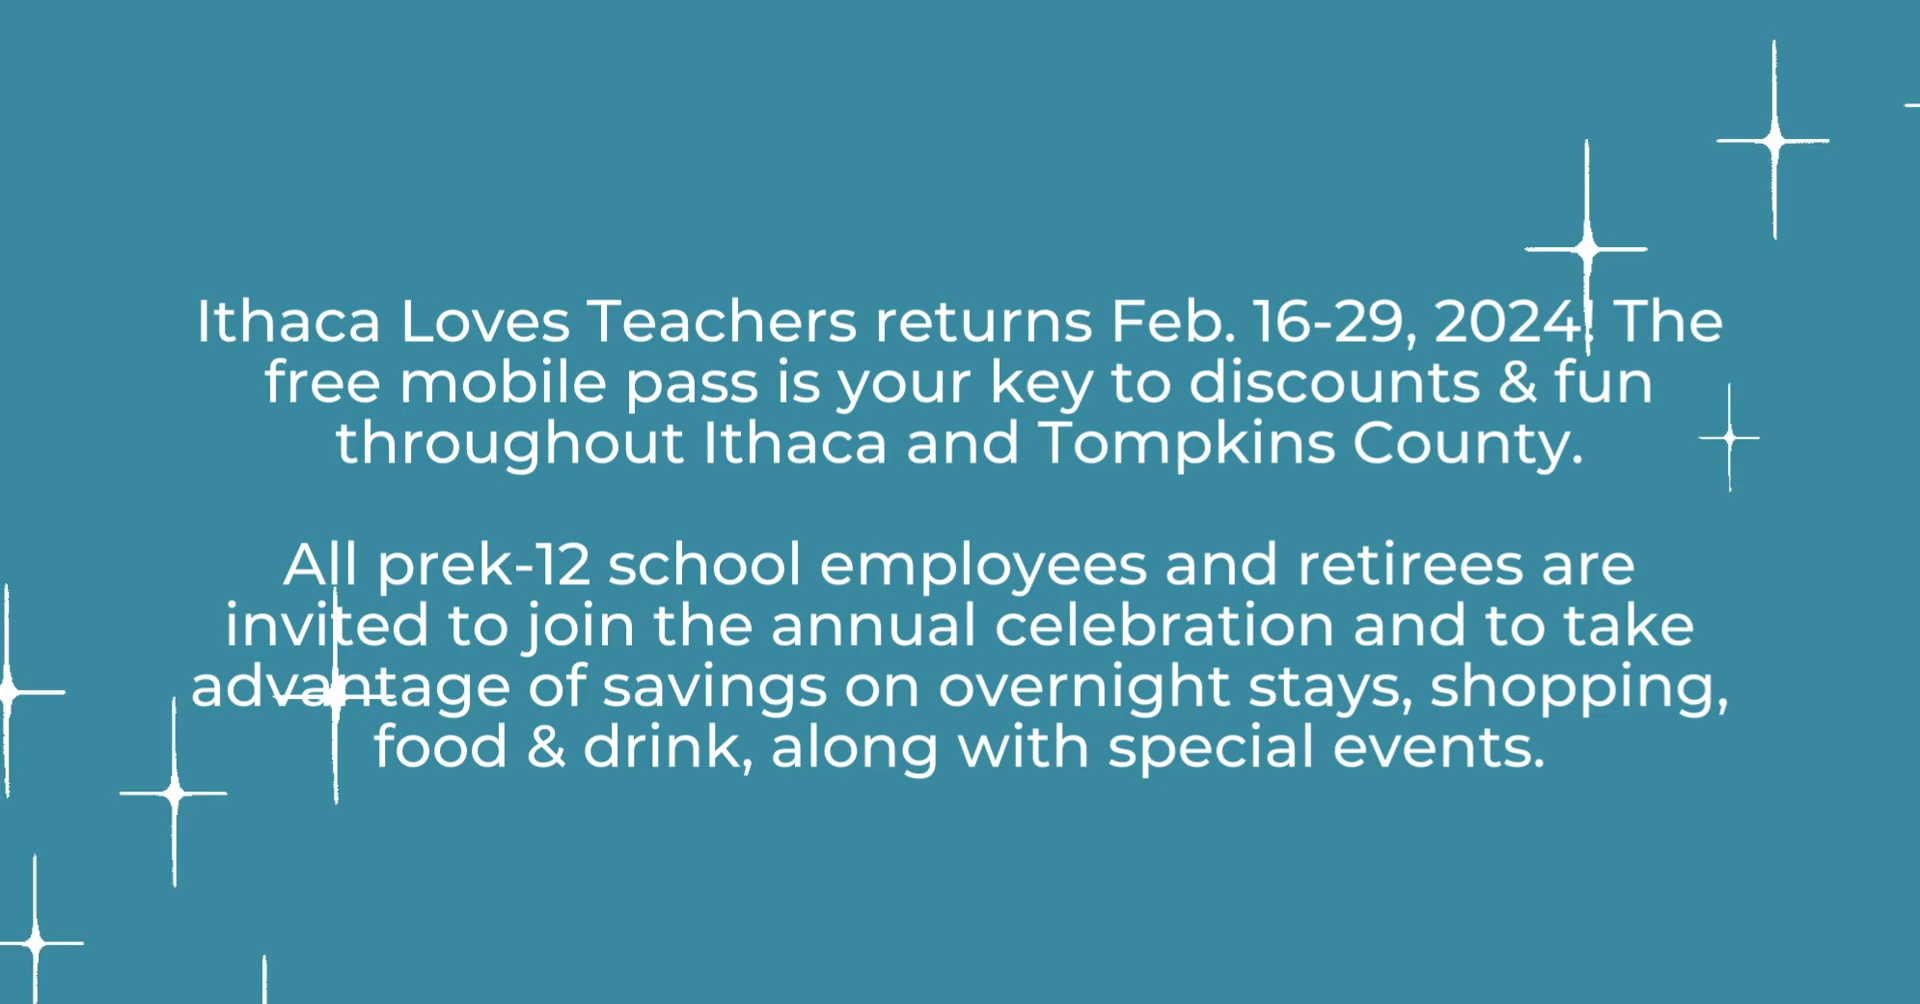 Ithaca Loves Teachers returns Feb. 16-29, 2024! The
free mobile pass is your key to discounts & fun
throughout Ithaca and Tompkins County.
All prek-12 school employees and retirees are
invited to join the annual celebration and to take
advantage of savings on overnight stays, shopping,
food & drink, along with special events.